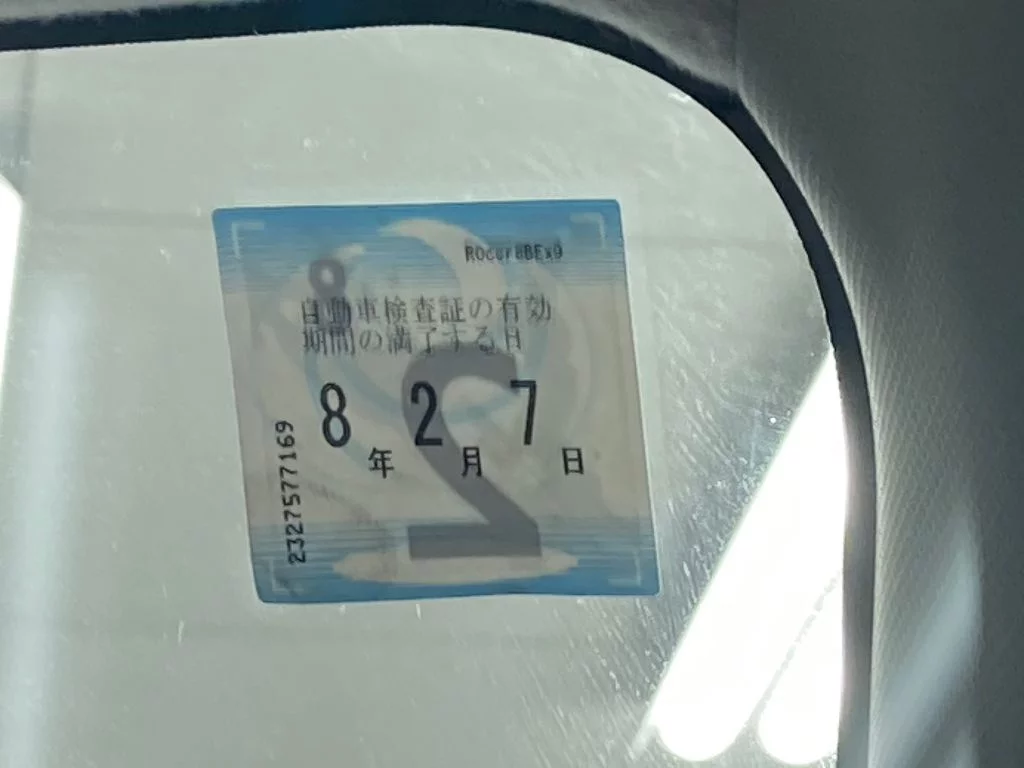 自動車検査証の有効
期間の満了する日
8年2月7日
2327577169